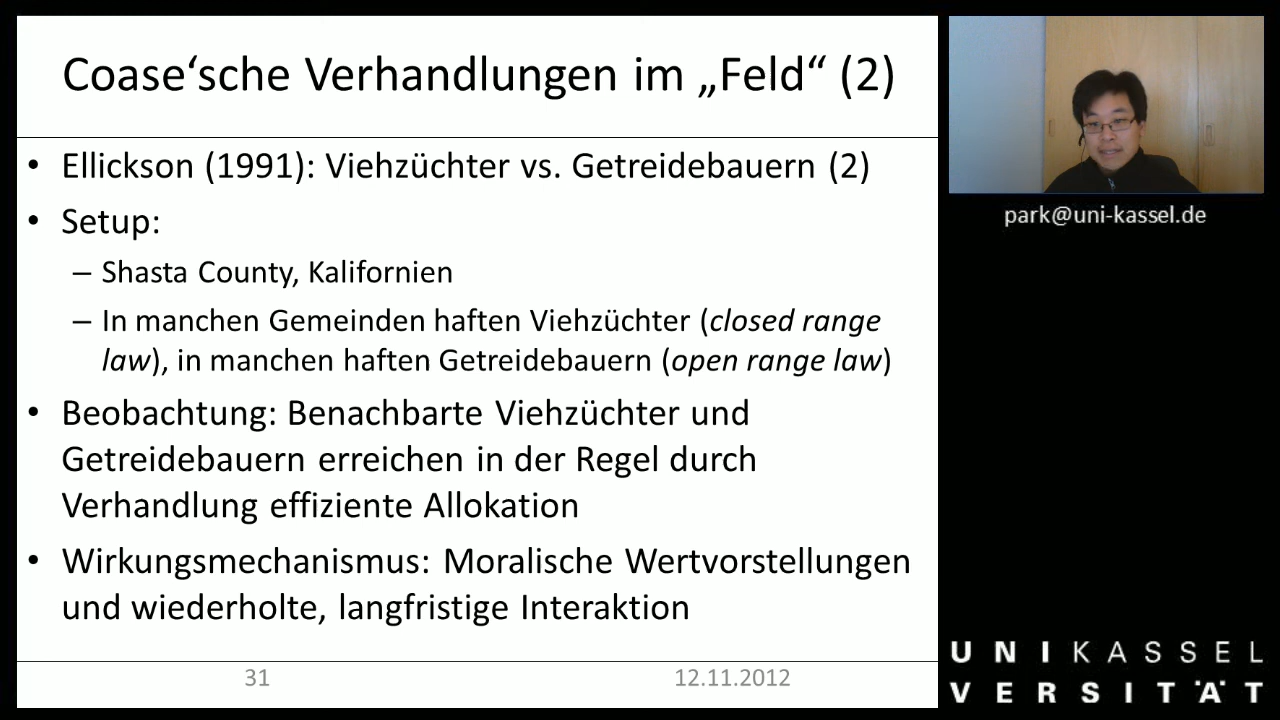 Coase‘sche Verhandlungen im „Feld“ (2)
• Ellickson (1991): Viehzüchter vs. Getreidebauern (2)
• Setup:
– Shasta County, Kalifornien
– In manchen Gemeinden haften Viehzüchter (closed range
law), in manchen haften Getreidebauern (open range law)
• Beobachtung: Benachbarte Viehzüchter und
Getreidebauern erreichen in der Regel durch
Verhandlung effiziente Allokation
• Wirkungsmechanismus: Moralische Wertvorstellungen
und wiederholte, langfristige Interaktion
31 12.11.2012
park@uni-kassel.de
UNIKASSEL
VERSITÄT